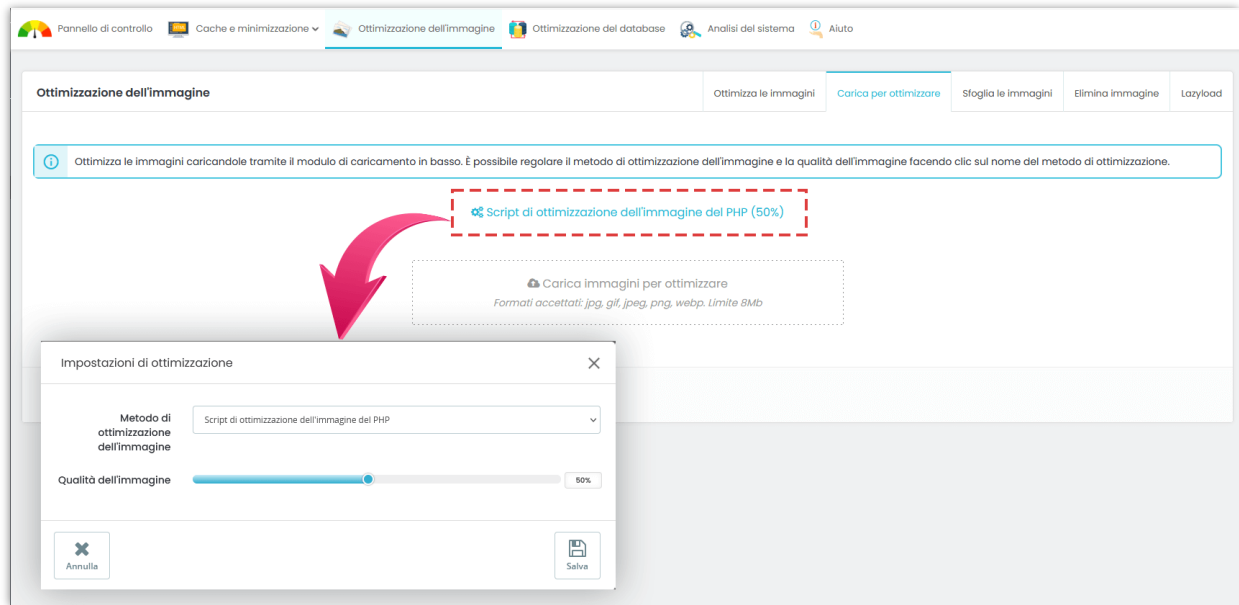 Pannello di controllo
Cache e minimizzazione
Ottimizzazione dell'immagine
Ottimizzazione del database
Analisi del sistema
Aiuto
Ottimizzazione dell'immagine
Ottimizza le immagini
Carica per ottimizzare
Sfoglia le immagini
Elimina immagine
Lazyload
Ottimizza le immagini caricandole tramite il modulo di caricamento in basso. È possibile regolare il metodo di ottimizzazione dell'immagine e la qualità dell'immagine facendo clic sul nome del metodo di ottimizzazione.
Script di ottimizzazione dell'immagine del PHP (50%)
Carica immagini per ottimizzare
Formati accettati: jpg, gif, jpeg, png, webp. Limite 8Mb
Impostazioni di ottimizzazione
Metodo di
ottimizzazione
dell'immagine
Script di ottimizzazione dell'immagine del PHP
Qualità dell'immagine
50%
Annulla
Salva